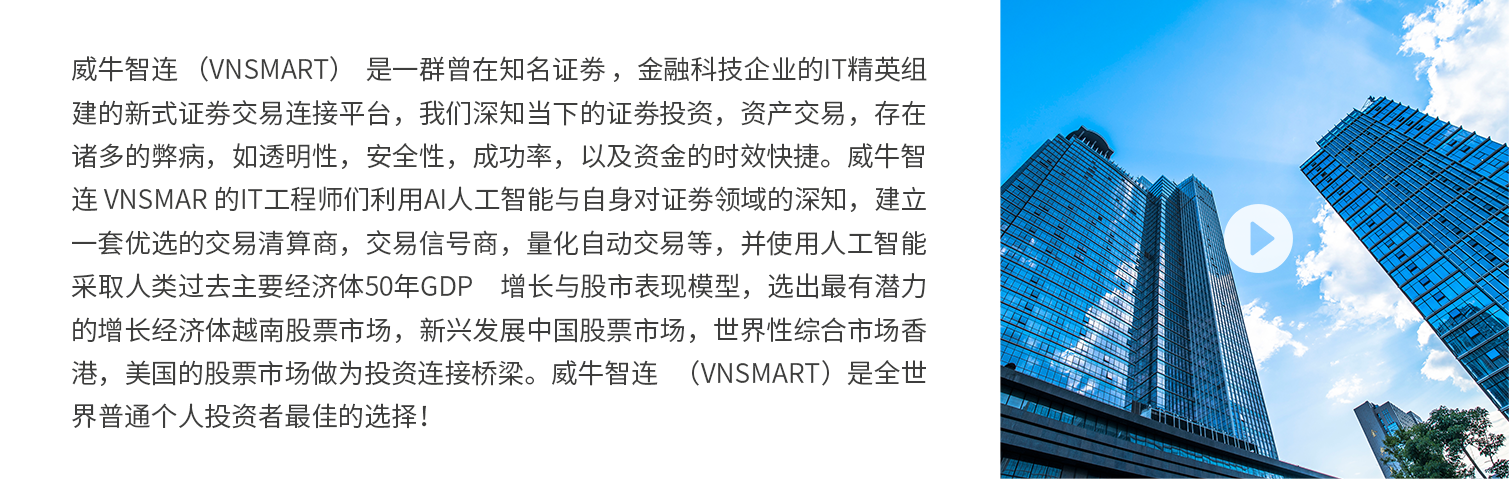 威牛智连 （VNSMART） 是一群曾在知名证券 ，金融科技企业的IT精英组
建的新式证券交易连接平台，我们深知当下的证券投资，资产交易，存在
诸多的弊病，如透明性，安全性，成功率，以及资金的时效快捷。威牛智
连 VNSMAR 的IT工程师们利用AI人工智能与自身对证券领域的深知，建立
一套优选的交易清算商，交易信号商，量化自动交易等，并使用人工智能
采取人类过去主要经济体50年GDP 增长与股市表现模型，选出最有潜力
的增长经济体越南股票市场，新兴发展中国股票市场，世界性综合市场香
港，美国的股票市场做为投资连接桥梁。威牛智连 （VNSMART）是全世
界普通个人投资者最佳的选择！